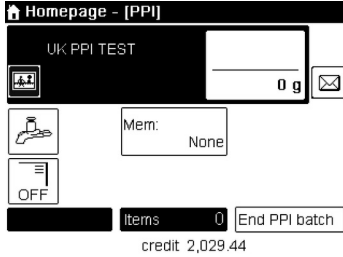 Homepage - [PPI]
UK PPI TEST
0 g
Mem:
None
OFF
Items 0 End PPI batch
credit 2,029.44